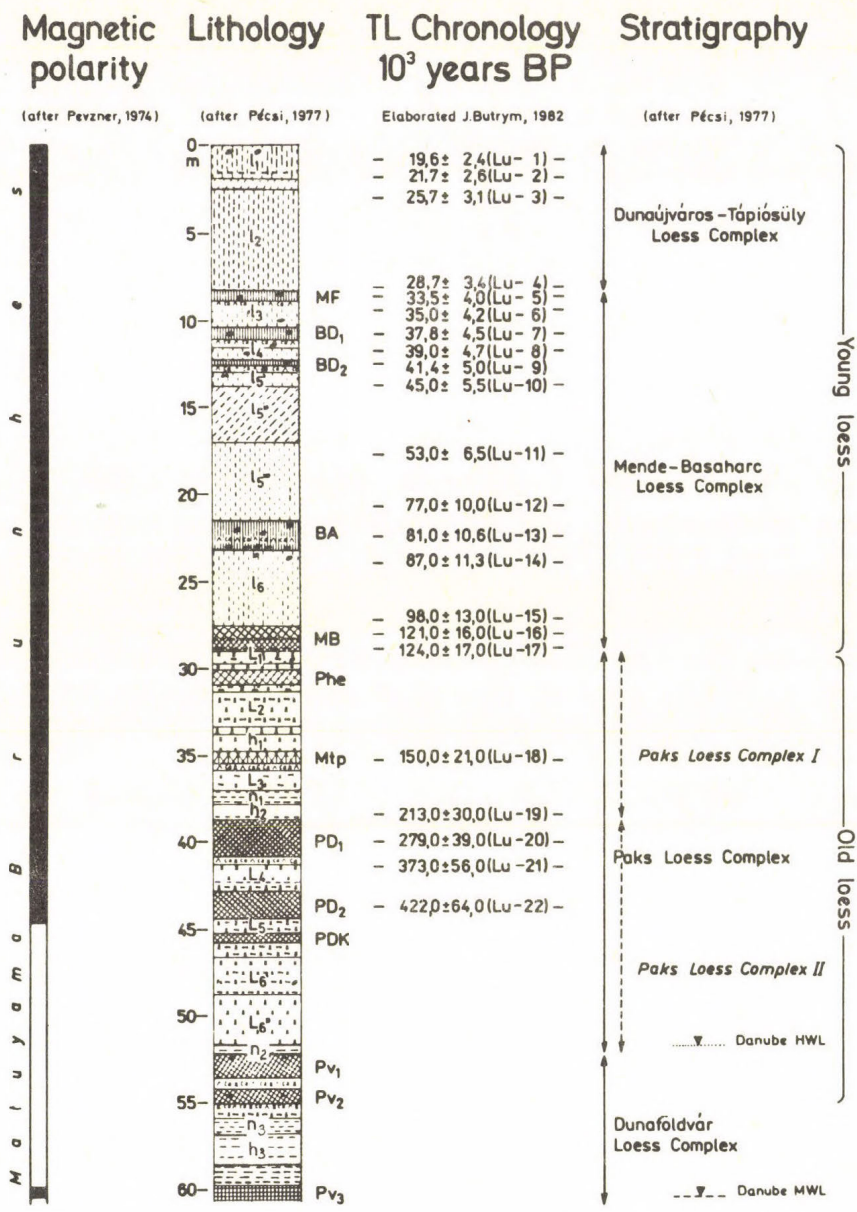 Magnetic polarity
(after Pevzner, 1974)
Brunhes
Matuyama
Lithology
(after Pécsi, 1977)
0
m
5
10
15
20
25
30
35
40
45
50
55
60
l₁
l₂
l₃
l₄
l₅
l₅'
l₅"
l₆
L₁
L₂
h₁
L₃
n₁
h₂
L₄
L₅
L₆'
L₆"
n₂
n₃
h₃
MF
BD₁
BD₂
BA
MB
Phe
Mtp
PD₁
PD₂
PDK
Pv₁
Pv₂
Pv₃
TL Chronology
10³ years BP
Elaborated J.Butrym, 1982
– 19,6± 2,4(Lu- 1) –
– 21,7± 2,6(Lu- 2) –
– 25,7± 3,1(Lu- 3) –
– 28,7± 3,4(Lu- 4) –
– 33,5± 4,0(Lu- 5) –
– 35,0± 4,2(Lu- 6) –
– 37,8± 4,5(Lu- 7) –
– 39,0± 4,7(Lu- 8) –
– 41,4± 5,0(Lu- 9)
– 45,0± 5,5(Lu-10) –
– 53,0± 6,5(Lu-11) –
– 77,0±10,0(Lu-12) –
– 81,0±10,6(Lu-13) –
– 87,0±11,3(Lu-14) –
– 98,0±13,0(Lu-15) –
– 121,0±16,0(Lu-16) –
– 124,0±17,0(Lu-17) –
– 150,0±21,0(Lu-18) –
– 213,0±30,0(Lu-19) –
– 279,0±39,0(Lu-20) –
– 373,0±56,0(Lu-21) –
– 422,0±64,0(Lu-22) –
Stratigraphy
(after Pécsi, 1977)
Dunaújváros-Tápiósüly
Loess Complex
Mende-Basaharc
Loess Complex
Paks Loess Complex I
Paks Loess Complex
Paks Loess Complex II
Danube HWL
Dunaföldvár
Loess Complex
Danube MWL
Young loess
Old loess